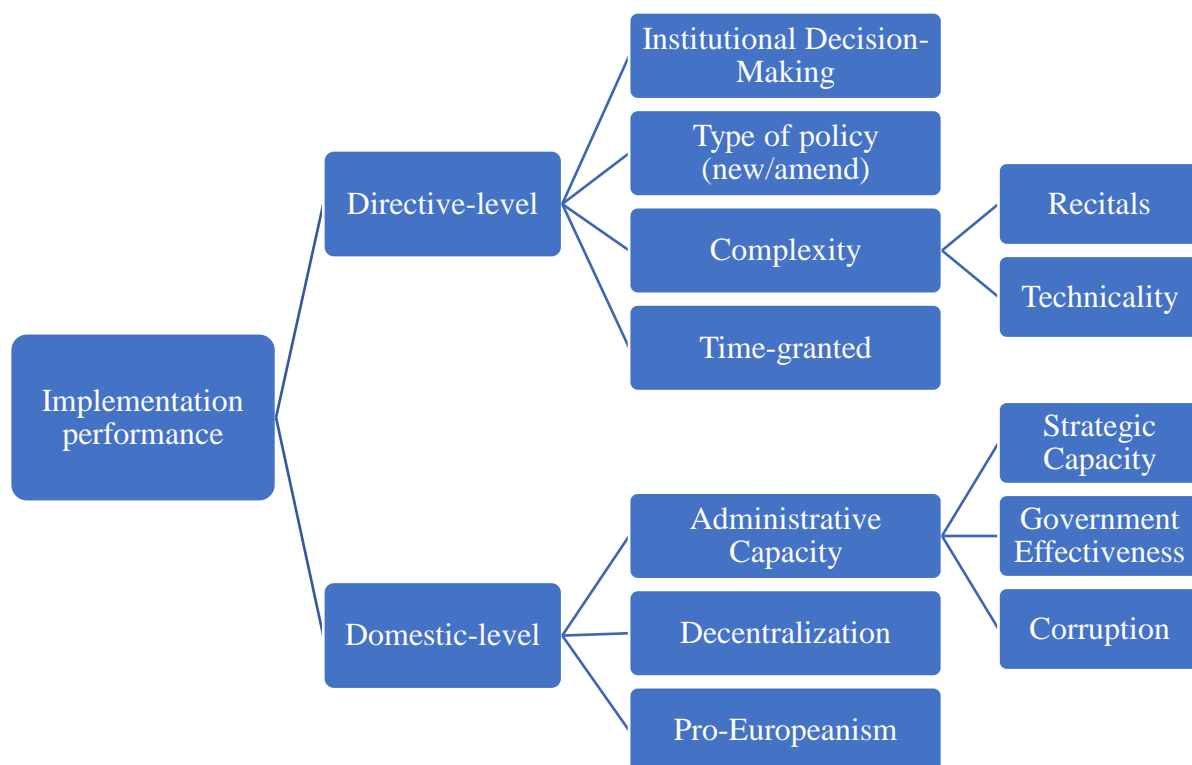 Institutional Decision-
Making
Type of policy
(new/amend)
Recitals
Directive-level
Complexity
Technicality
Time-granted
Implementation
performance
Strategic
Capacity
Administrative
Capacity
Government
Effectiveness
Domestic-level
Decentralization
Corruption
Pro-Europeanism